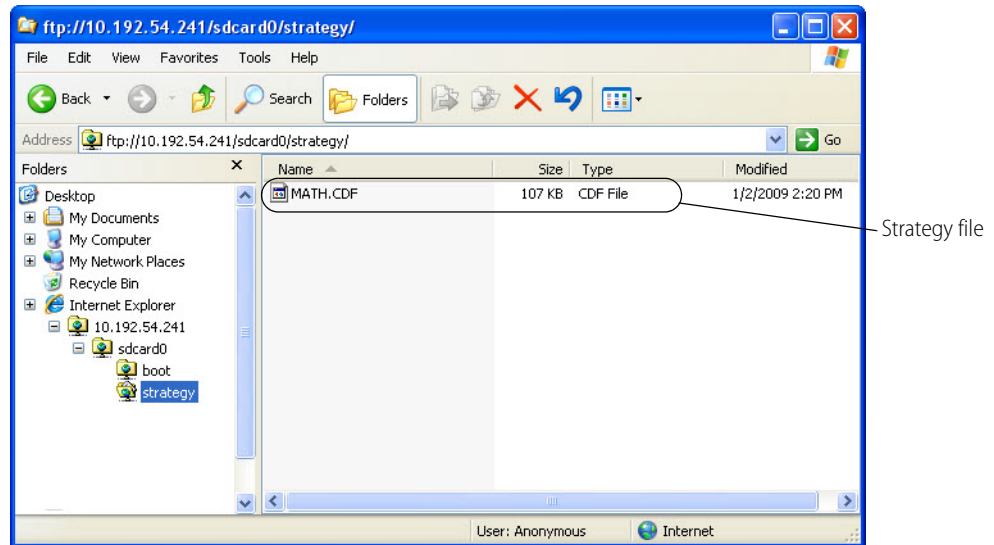 ftp://10.192.54.241/sdcard0/strategy/
File Edit View Favorites Tools Help
Back Search Folders
Address ftp://10.192.54.241/sdcard0/strategy/ Go
Folders x Name Size Type Modified
Desktop
My Documents
My Computer
My Network Places
Recycle Bin
Internet Explorer
10.192.54.241
sdcard0
boot
strategy
MATH.CDF 107 KB CDF File 1/2/2009 2:20 PM
Strategy file
User: Anonymous Internet